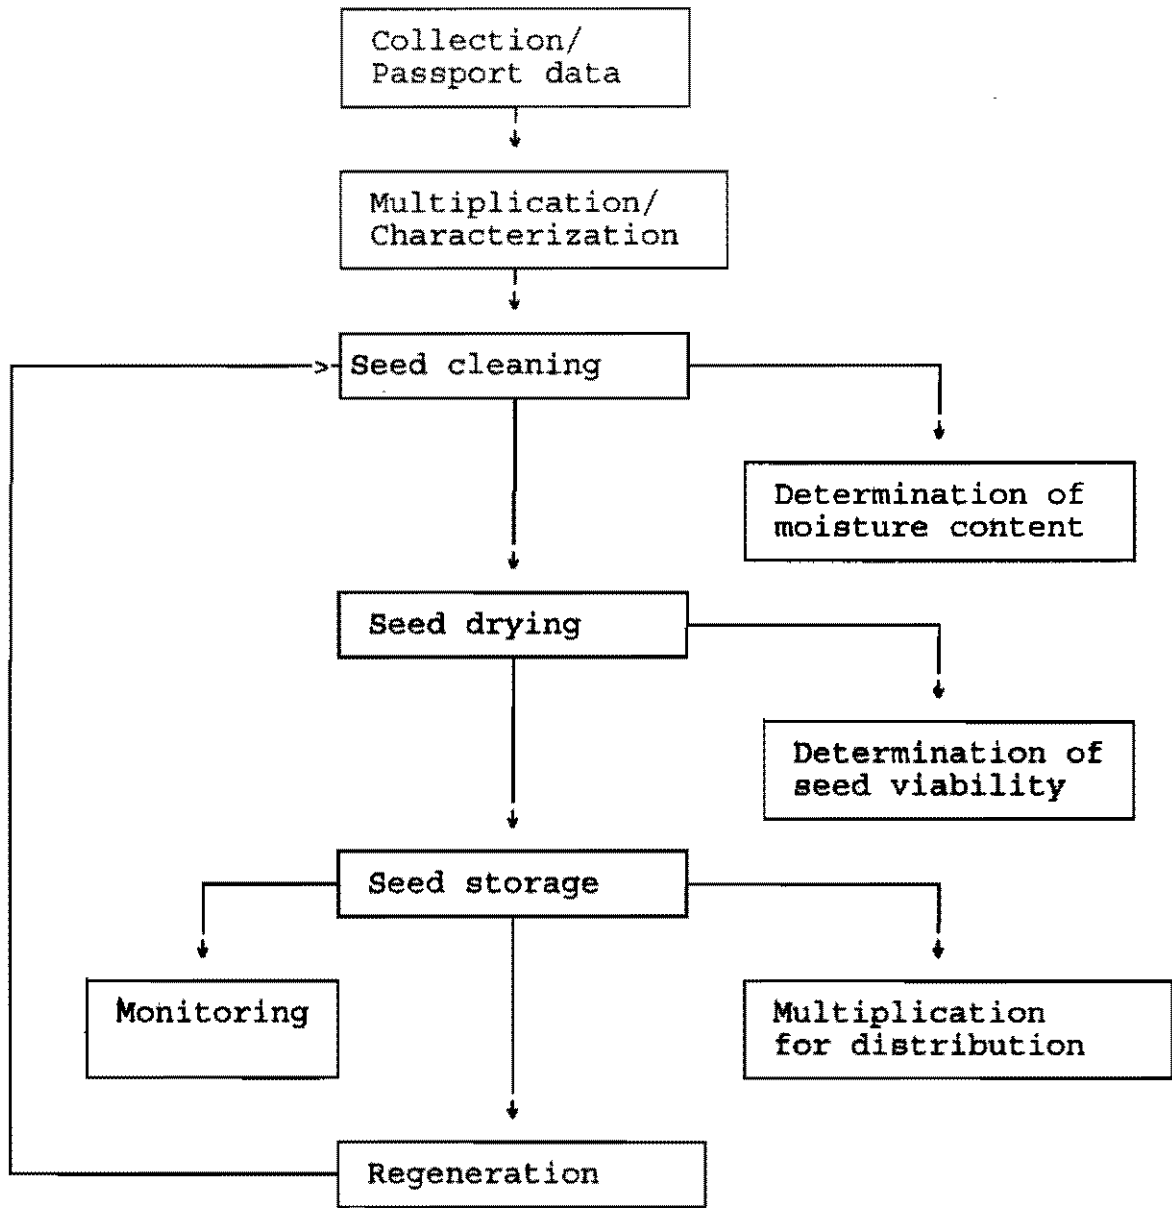 Collection/
Passport data
Multiplication/
Characterization
Seed cleaning
Determination of
moisture content
Seed drying
Determination of
seed viability
Seed storage
Monitoring
Multiplication
for distribution
Regeneration